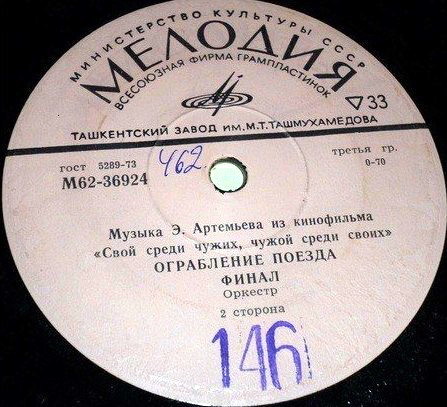 МИНИСТЕРСТВО КУЛЬТУРЫ СССР
МЕЛОДИЯ
ВСЕСОЮЗНАЯ ФИРМА ГРАМПЛАСТИНОК
▽33
ТАШКЕНТСКИЙ ЗАВОД ИМ. М.Т. ТАШМУХАМЕДОВА
гост 5289-73
462
третья гр.
М62-36924
0-70
Музыка Э. Артемьева из кинофильма
«Свой среди чужих, чужой среди своих»
ОГРАБЛЕНИЕ ПОЕЗДА
ФИНАЛ
Оркестр
2 сторона
146